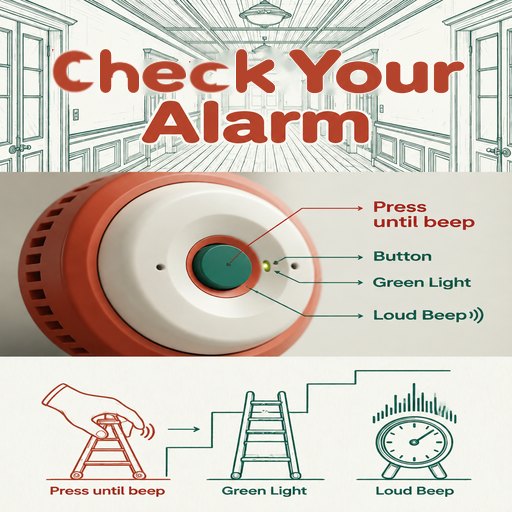 Check Your
Alarm
Press
until beep
Button
Green Light
Loud Beep
Press until beep
Green Light
Loud Beep